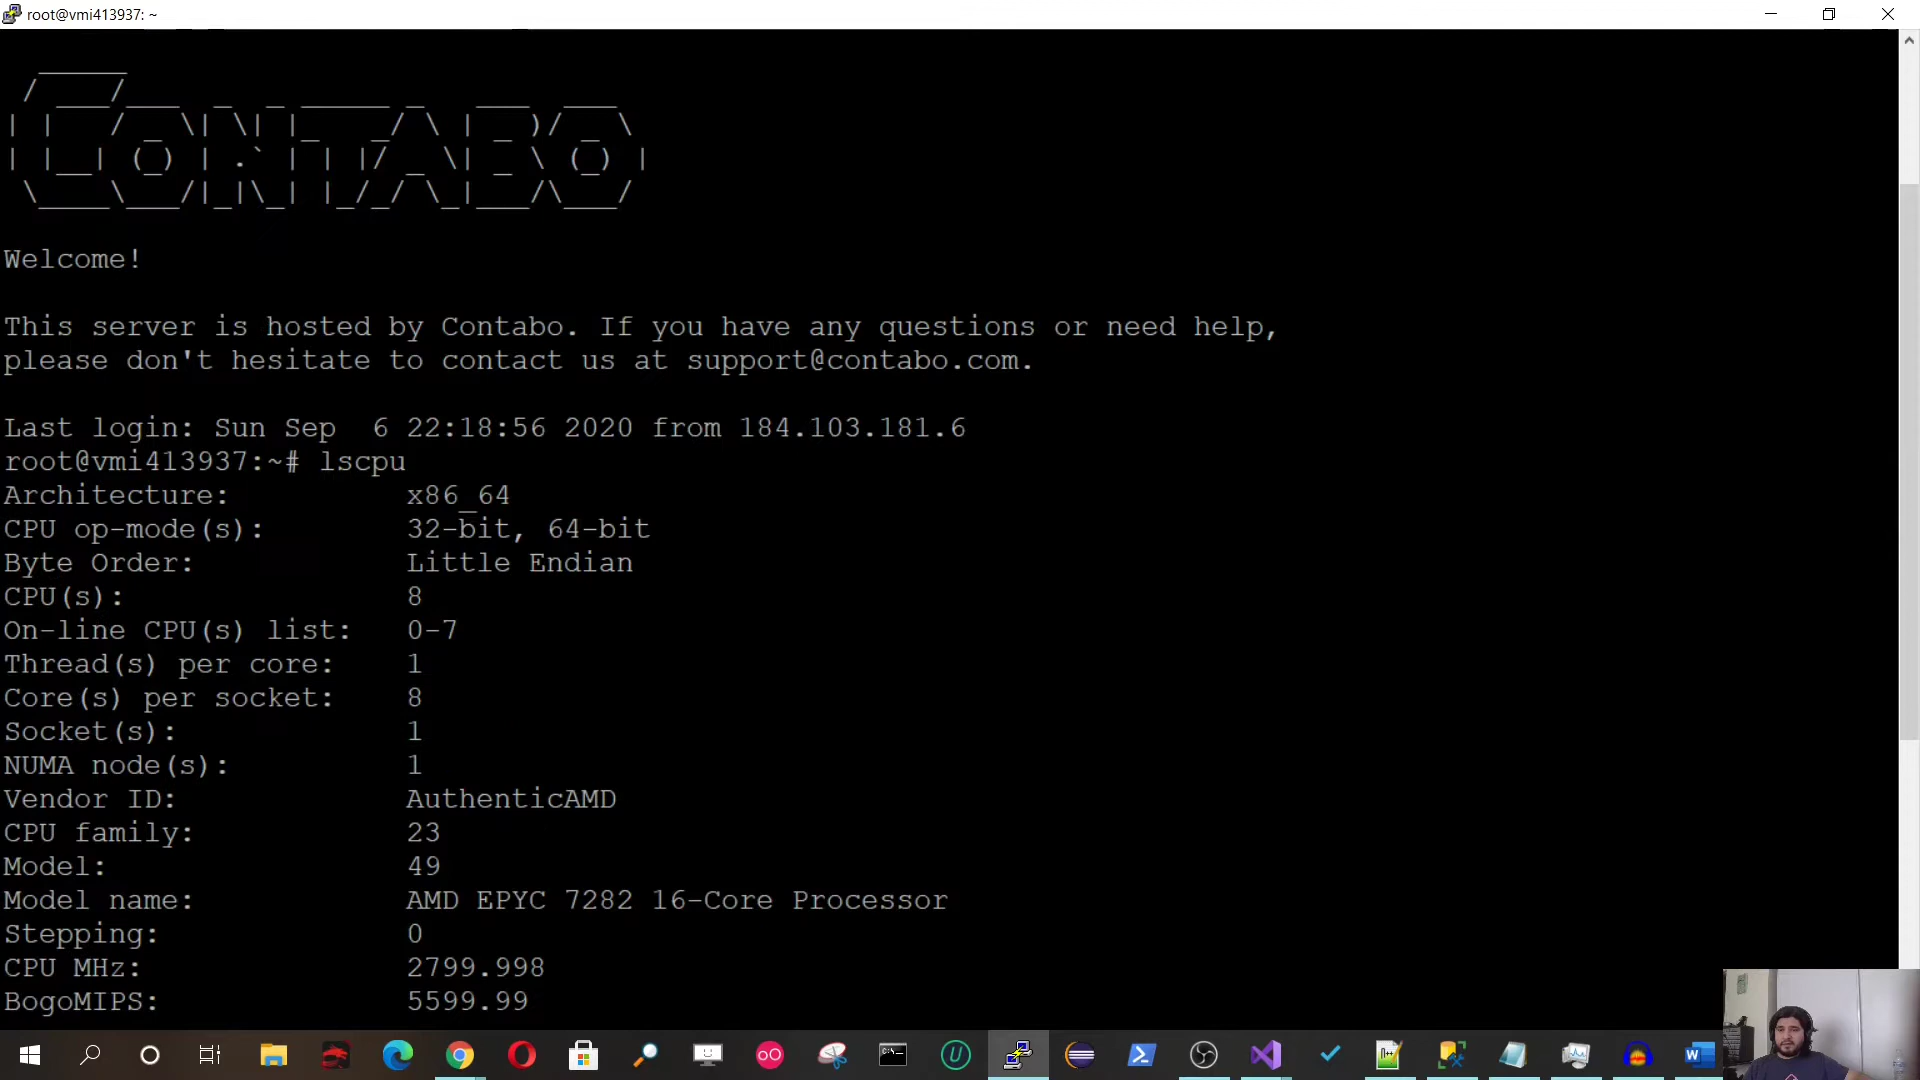 root@vmi413937: ~
CONTABO
Welcome!
This server is hosted by Contabo. If you have any questions or need help,
please don't hesitate to contact us at support@contabo.com.
Last login: Sun Sep  6 22:18:56 2020 from 184.103.181.6
root@vmi413937:~# lscpu
Architecture: x86_64
CPU op-mode(s): 32-bit, 64-bit
Byte Order: Little Endian
CPU(s): 8
On-line CPU(s) list: 0-7
Thread(s) per core: 1
Core(s) per socket: 8
Socket(s): 1
NUMA node(s): 1
Vendor ID: AuthenticAMD
CPU family: 23
Model: 49
Model name: AMD EPYC 7282 16-Core Processor
Stepping: 0
CPU MHz: 2799.998
BogoMIPS: 5599.99